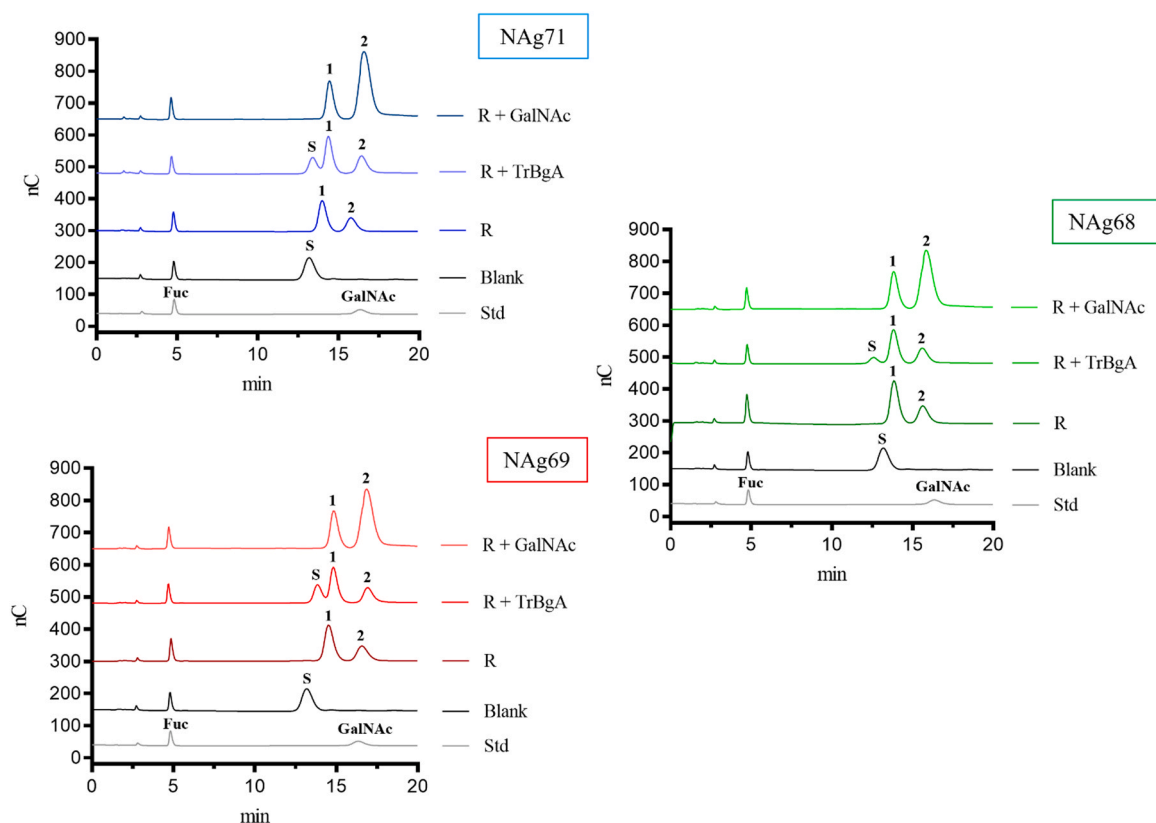 NAg71
900
800
700
600
500
400
300
200
100
0
nC
1
2
R + GalNAc
S
1
2
R + TrBgA
1
2
R
S
Blank
Fuc
GalNAc
Std
0
5
10
15
20
min
NAg68
900
800
700
600
500
400
300
200
100
0
nC
1
2
R + GalNAc
S
1
2
R + TrBgA
1
2
R
S
Blank
Fuc
GalNAc
Std
0
5
10
15
20
min
NAg69
900
800
700
600
500
400
300
200
100
0
nC
1
2
R + GalNAc
S
1
2
R + TrBgA
1
2
R
S
Blank
Fuc
GalNAc
Std
0
5
10
15
20
min